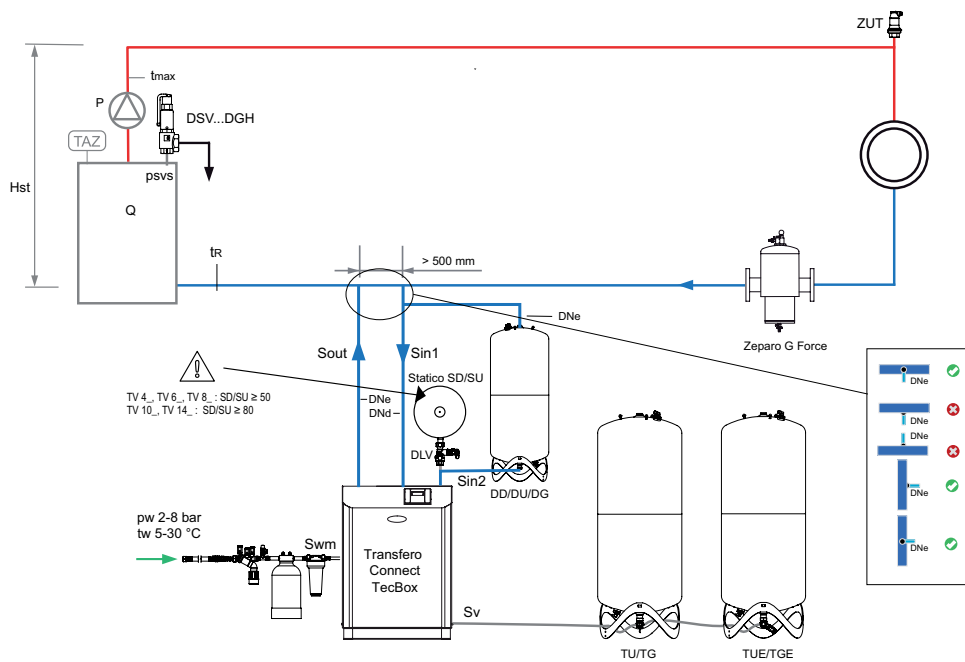 ZUT
tmax
P
DSV...DGH
TAZ
psvs
Hst
Q
tR
> 500 mm
DNe
Zeparo G Force
Sout
Sin1
Statico SD/SU
TV 4_, TV 6_, TV 8_ : SD/SU ≥ 50
TV 10_, TV 14_ : SD/SU ≥ 80
DNe
DNd
DLV
Sin2
DD/DU/DG
DNe
DNe
DNe
DNe
DNe
pw 2-8 bar
tw 5-30 °C
Swm
Transfero
Connect
TecBox
Sv
TU/TG
TUE/TGE